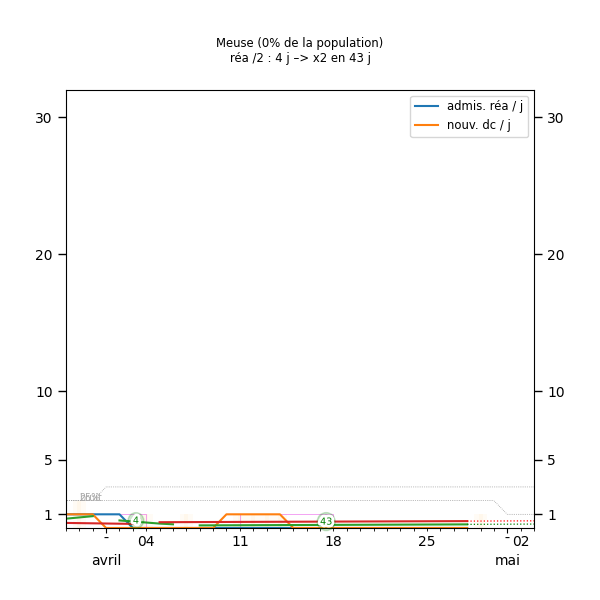 Meuse (0% de la population)
réa /2 : 4 j –> x2 en 43 j
admis. réa / j
nouv. dc / j
30
30
20
20
10
10
5
5
1
1
4
43
- 04 11 18 25 - 02
avril mai